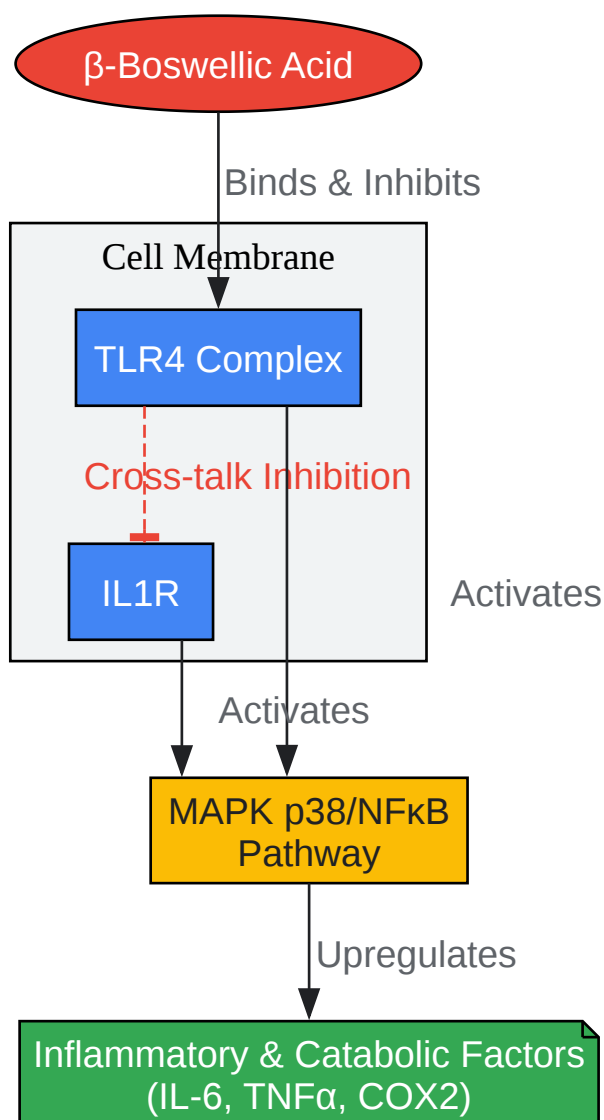 β-Boswellic Acid
Binds & Inhibits
Cell Membrane
TLR4 Complex
Cross-talk Inhibition
IL1R
Activates
Activates
MAPK p38/NFκB
Pathway
Upregulates
Inflammatory & Catabolic Factors
(IL-6, TNFα, COX2)